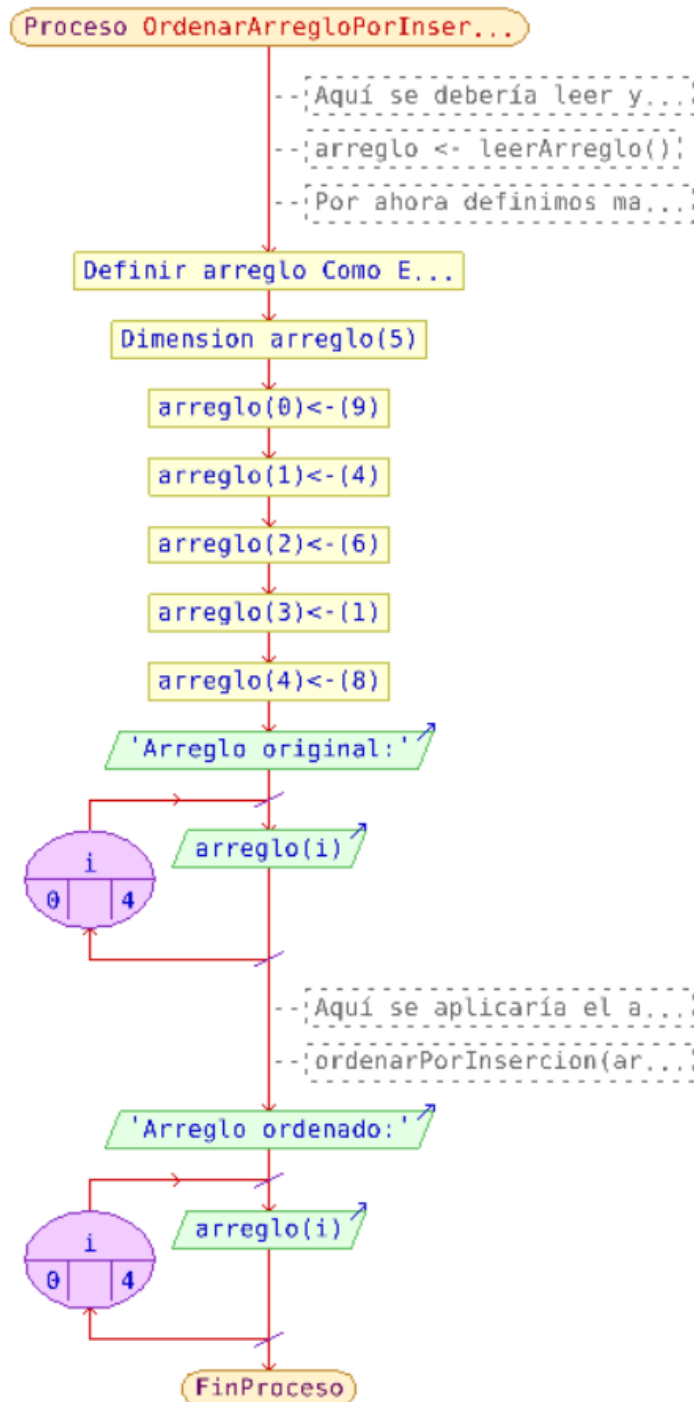 Proceso OrdenarArregloPorInser...
Aquí se debería leer y...
arreglo <- leerArreglo()
Por ahora definimos ma...
Definir arreglo Como E...
Dimension arreglo(5)
arreglo(0)<-(9)
arreglo(1)<-(4)
arreglo(2)<-(6)
arreglo(3)<-(1)
arreglo(4)<-(8)
'Arreglo original:'
arreglo(i)
i
0 4
Aquí se aplicaría el a...
ordenarPorInsercion(ar...
'Arreglo ordenado:'
arreglo(i)
i
0 4
FinProceso